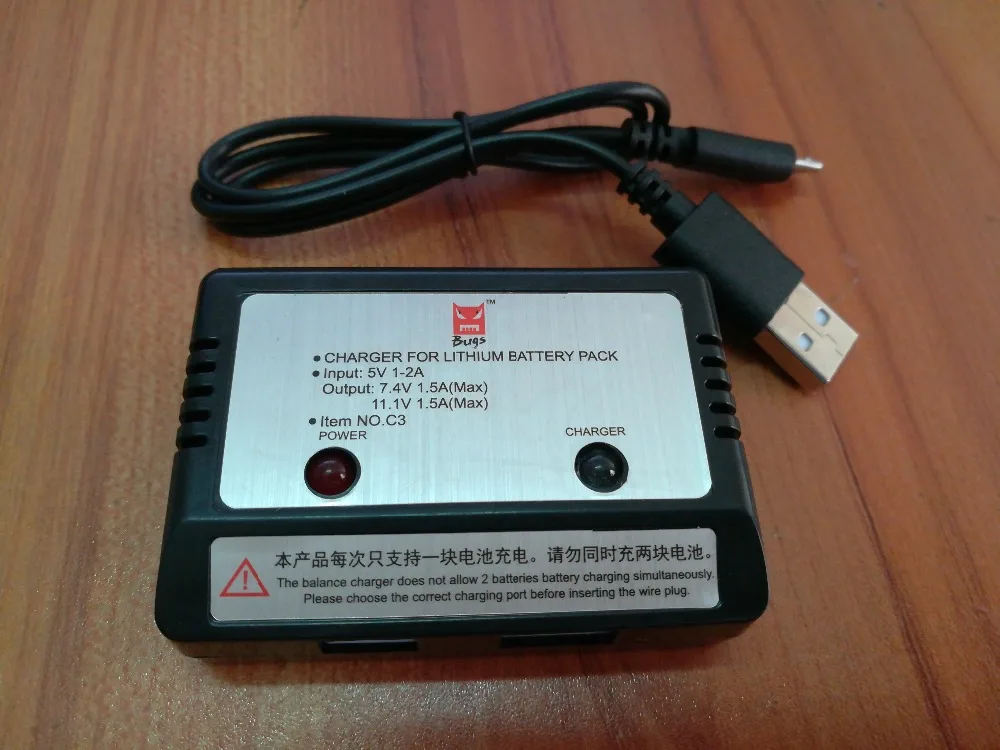 TM
Bugs
● CHARGER FOR LITHIUM BATTERY PACK
● Input: 5V 1-2A
Output: 7.4V 1.5A(Max)
11.1V 1.5A(Max)
● Item NO.C3
POWER
CHARGER
本产品每次只支持一块电池充电。请勿同时充两块电池。
The balance charger does not allow 2 batteries battery charging simultaneously.
Please choose the correct charging port before inserting the wire plug.